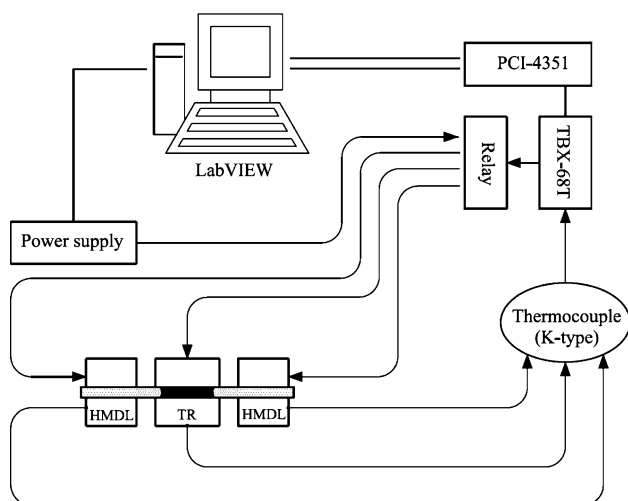 PCI-4351
TBX-68T
Relay
LabVIEW
Power supply
Thermocouple
(K-type)
HMDL
TR
HMDL